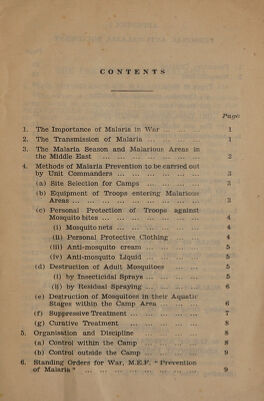 CONTENTS
Page
1. The Importance of Malaria in War ... ... ... 1
2. The Transmission of Malaria ... ... ... ... 1
3. The Malaria Season and Malarious Areas in
the Middle East ... ... ... ... ... ... 2
4. Methods of Malaria Prevention to be carried out
by Unit Commanders ... ... ... ... ... 3
(a) Site Selection for Camps ... ... ... ... 3
(b) Equipment of Troops entering Malarious
Areas ... ... ... ... ... ... ... ... 3
(c) Personal Protection of Troops against
Mosquito bites ... ... ... ... ... ... 4
(i) Mosquito nets ... ... ... ... ... 4
(ii) Personal Protective Clothing ... ... 4
(iii) Anti-mosquito cream ... ... ... ... 5
(iv) Anti-mosquito Liquid ... ... ... ... 5
(d) Destruction of Adult Mosquitoes ... ... 5
(i) by Insecticidal Sprays ... ... ... ... 5
(ii) by Residual Spraying ... ... ... ... 6
(e) Destruction of Mosquitoes in their Aquatic
Stages within the Camp Area ... ... ... 6
(f) Suppressive Treatment ... ... ... ... 7
(g) Curative Treatment ... ... ... ... ... 8
5. Organisation and Discipline ... ... ... ... 8
(a) Control within the Camp ... ... ... ... 8
(b) Control outside the Camp ... ... ... ... 9
6. Standing Orders for War, M.E.F. "Prevention
of Malaria" ... ... ... ... ... ... ... 9